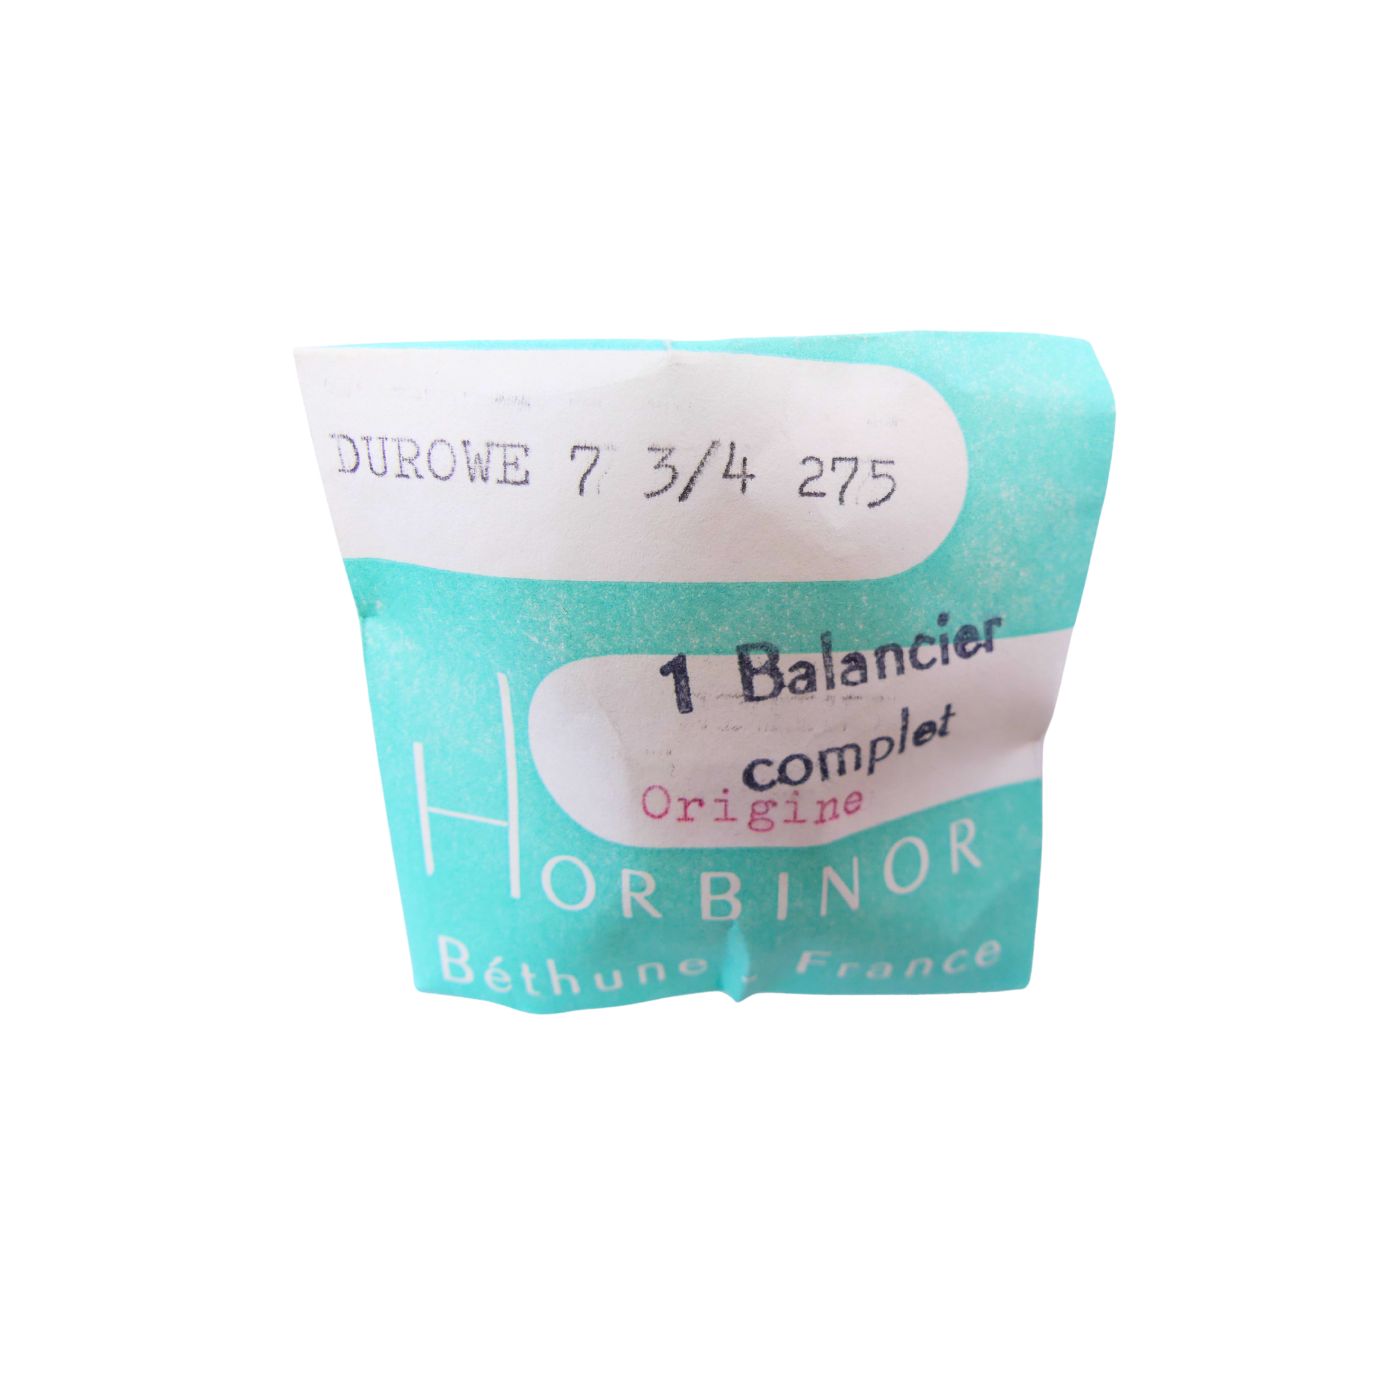 DUROWE 7 3/4 275
1 Balancier
complet
Origine
HORBINOR
Béthune, France